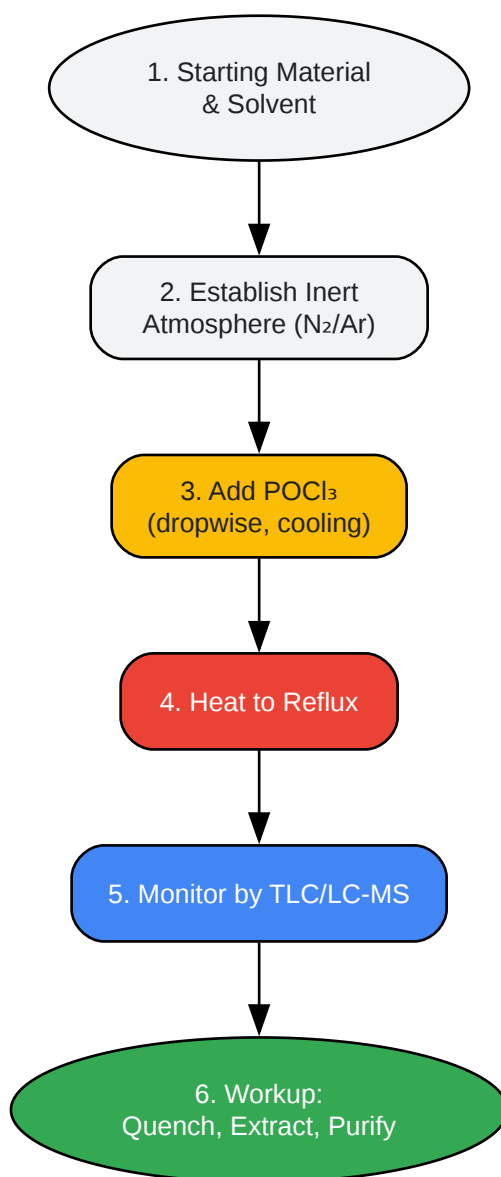 1. Starting Material
& Solvent
2. Establish Inert
Atmosphere (N₂/Ar)
3. Add POCl₃
(dropwise, cooling)
4. Heat to Reflux
5. Monitor by TLC/LC-MS
6. Workup:
Quench, Extract, Purify